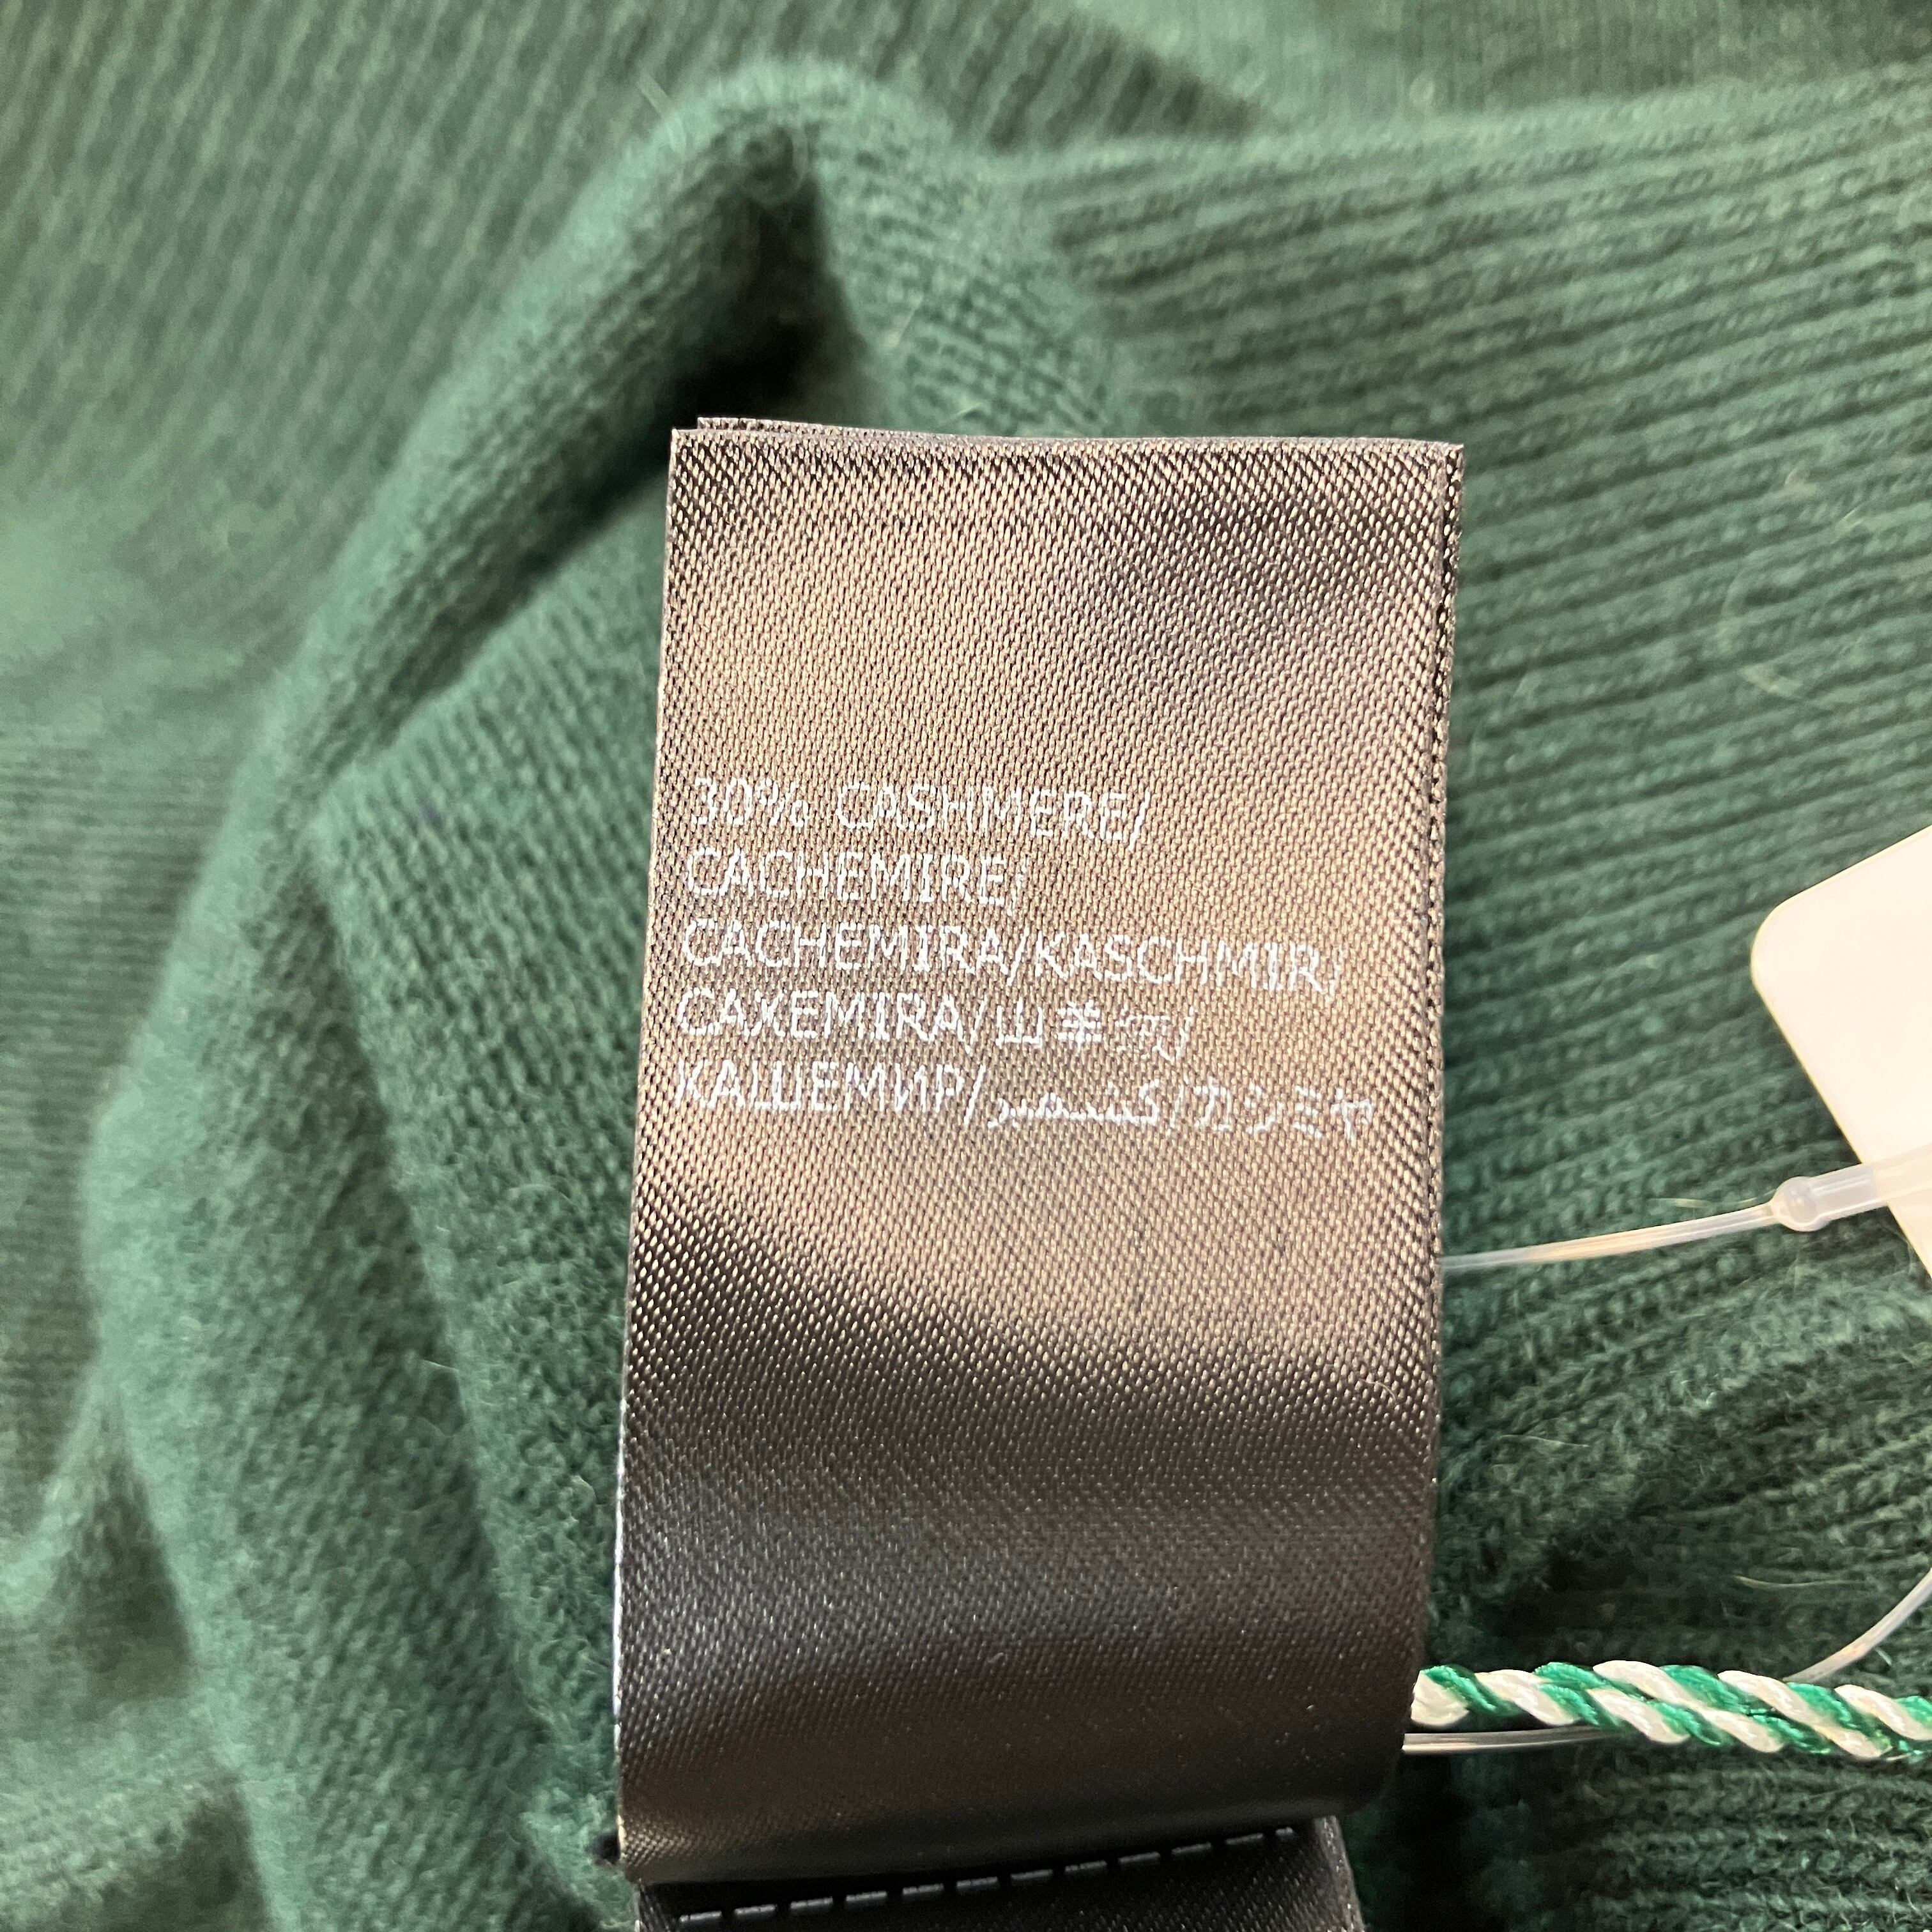 30% CASHMERE/
CACHEMIRE/
CACHEMIRA/KASCHMIR/
CAXEMIRA/山羊绒/
КАШЕМИР/كشمير/カシミヤ